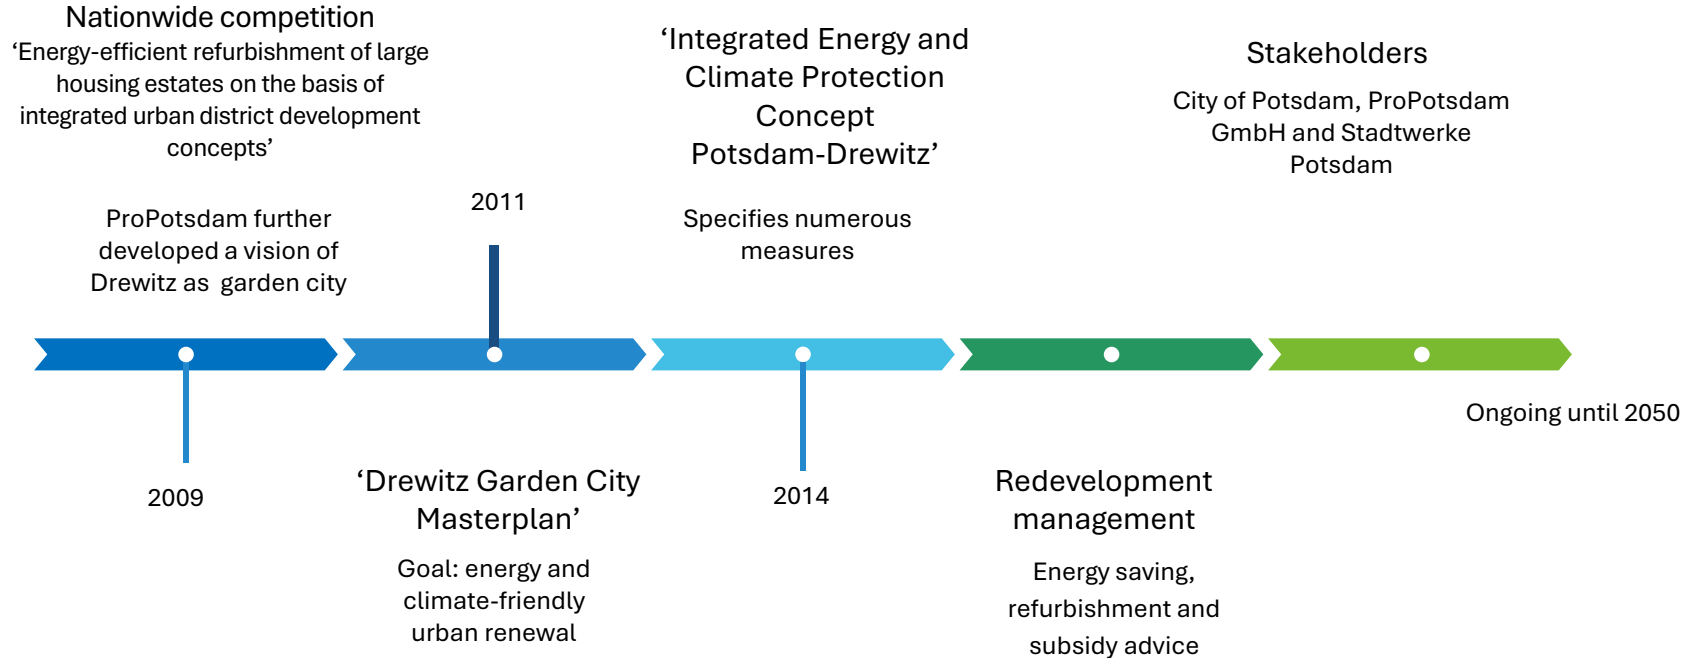 Nationwide competition
‘Energy-efficient refurbishment of large
housing estates on the basis of
integrated urban district development
concepts’
ProPotsdam further
developed a vision of
Drewitz as garden city
2009
2011
‘Drewitz Garden City
Masterplan’
Goal: energy and
climate-friendly
urban renewal
‘Integrated Energy and
Climate Protection
Concept
Potsdam-Drewitz’
Specifies numerous
measures
2014
Redevelopment
management
Energy saving,
refurbishment and
subsidy advice
Stakeholders
City of Potsdam, ProPotsdam
GmbH and Stadtwerke
Potsdam
Ongoing until 2050